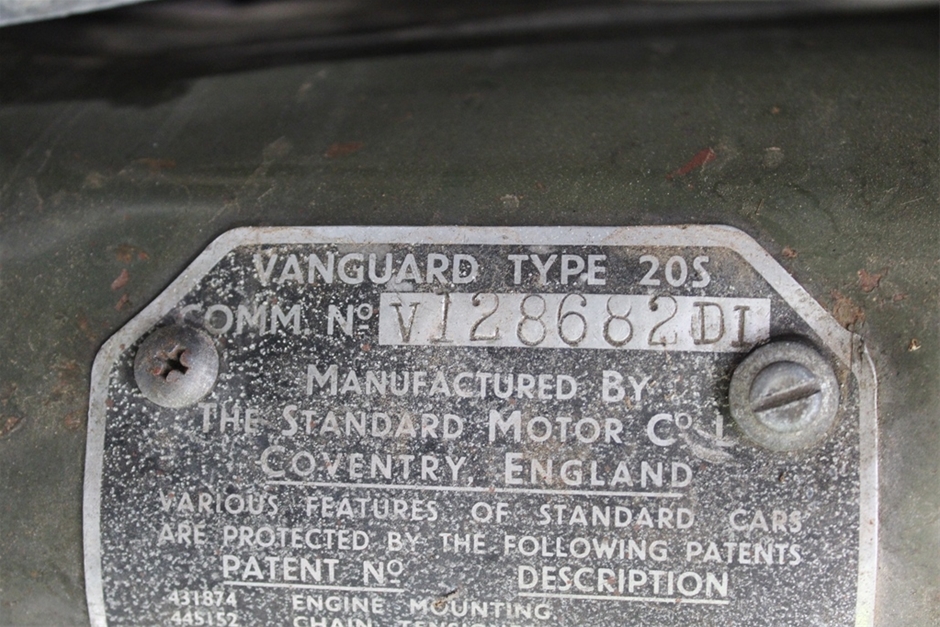 VANGUARD TYPE 20S
COMM. Nº V128682DI
MANUFACTURED BY
THE STANDARD MOTOR Cº L
COVENTRY, ENGLAND
VARIOUS FEATURES OF STANDARD CARS
ARE PROTECTED BY THE FOLLOWING PATENTS
PATENT Nº DESCRIPTION
431874 ENGINE MOUNTING.
445152 CHAIN